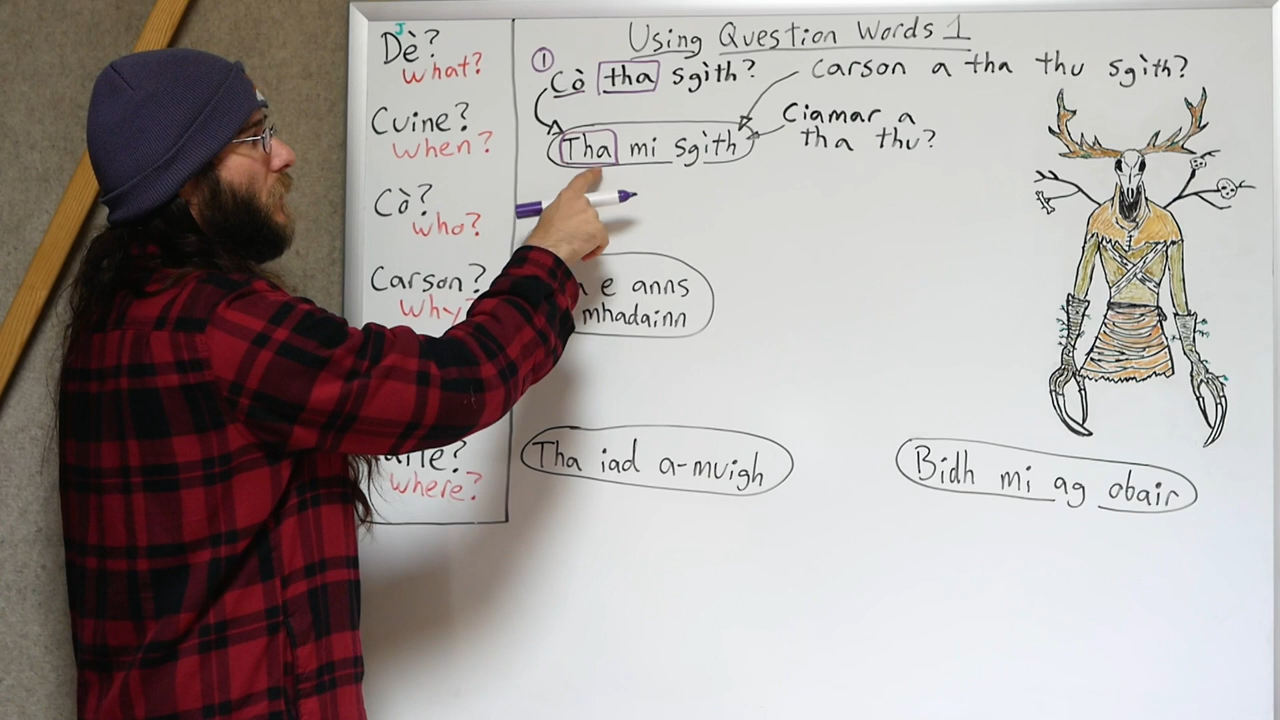 Using Question Words 1
J
Dè?
what?
Cuine?
when?
Cò?
who?
Carson?
Why?
where?
1
Cò tha sgìth?
Carson a tha thu sgìth?
Ciamar a
tha thu?
Tha mi sgìth
e anns
mhadainn
Tha iad a-muigh
Bidh mi ag obair